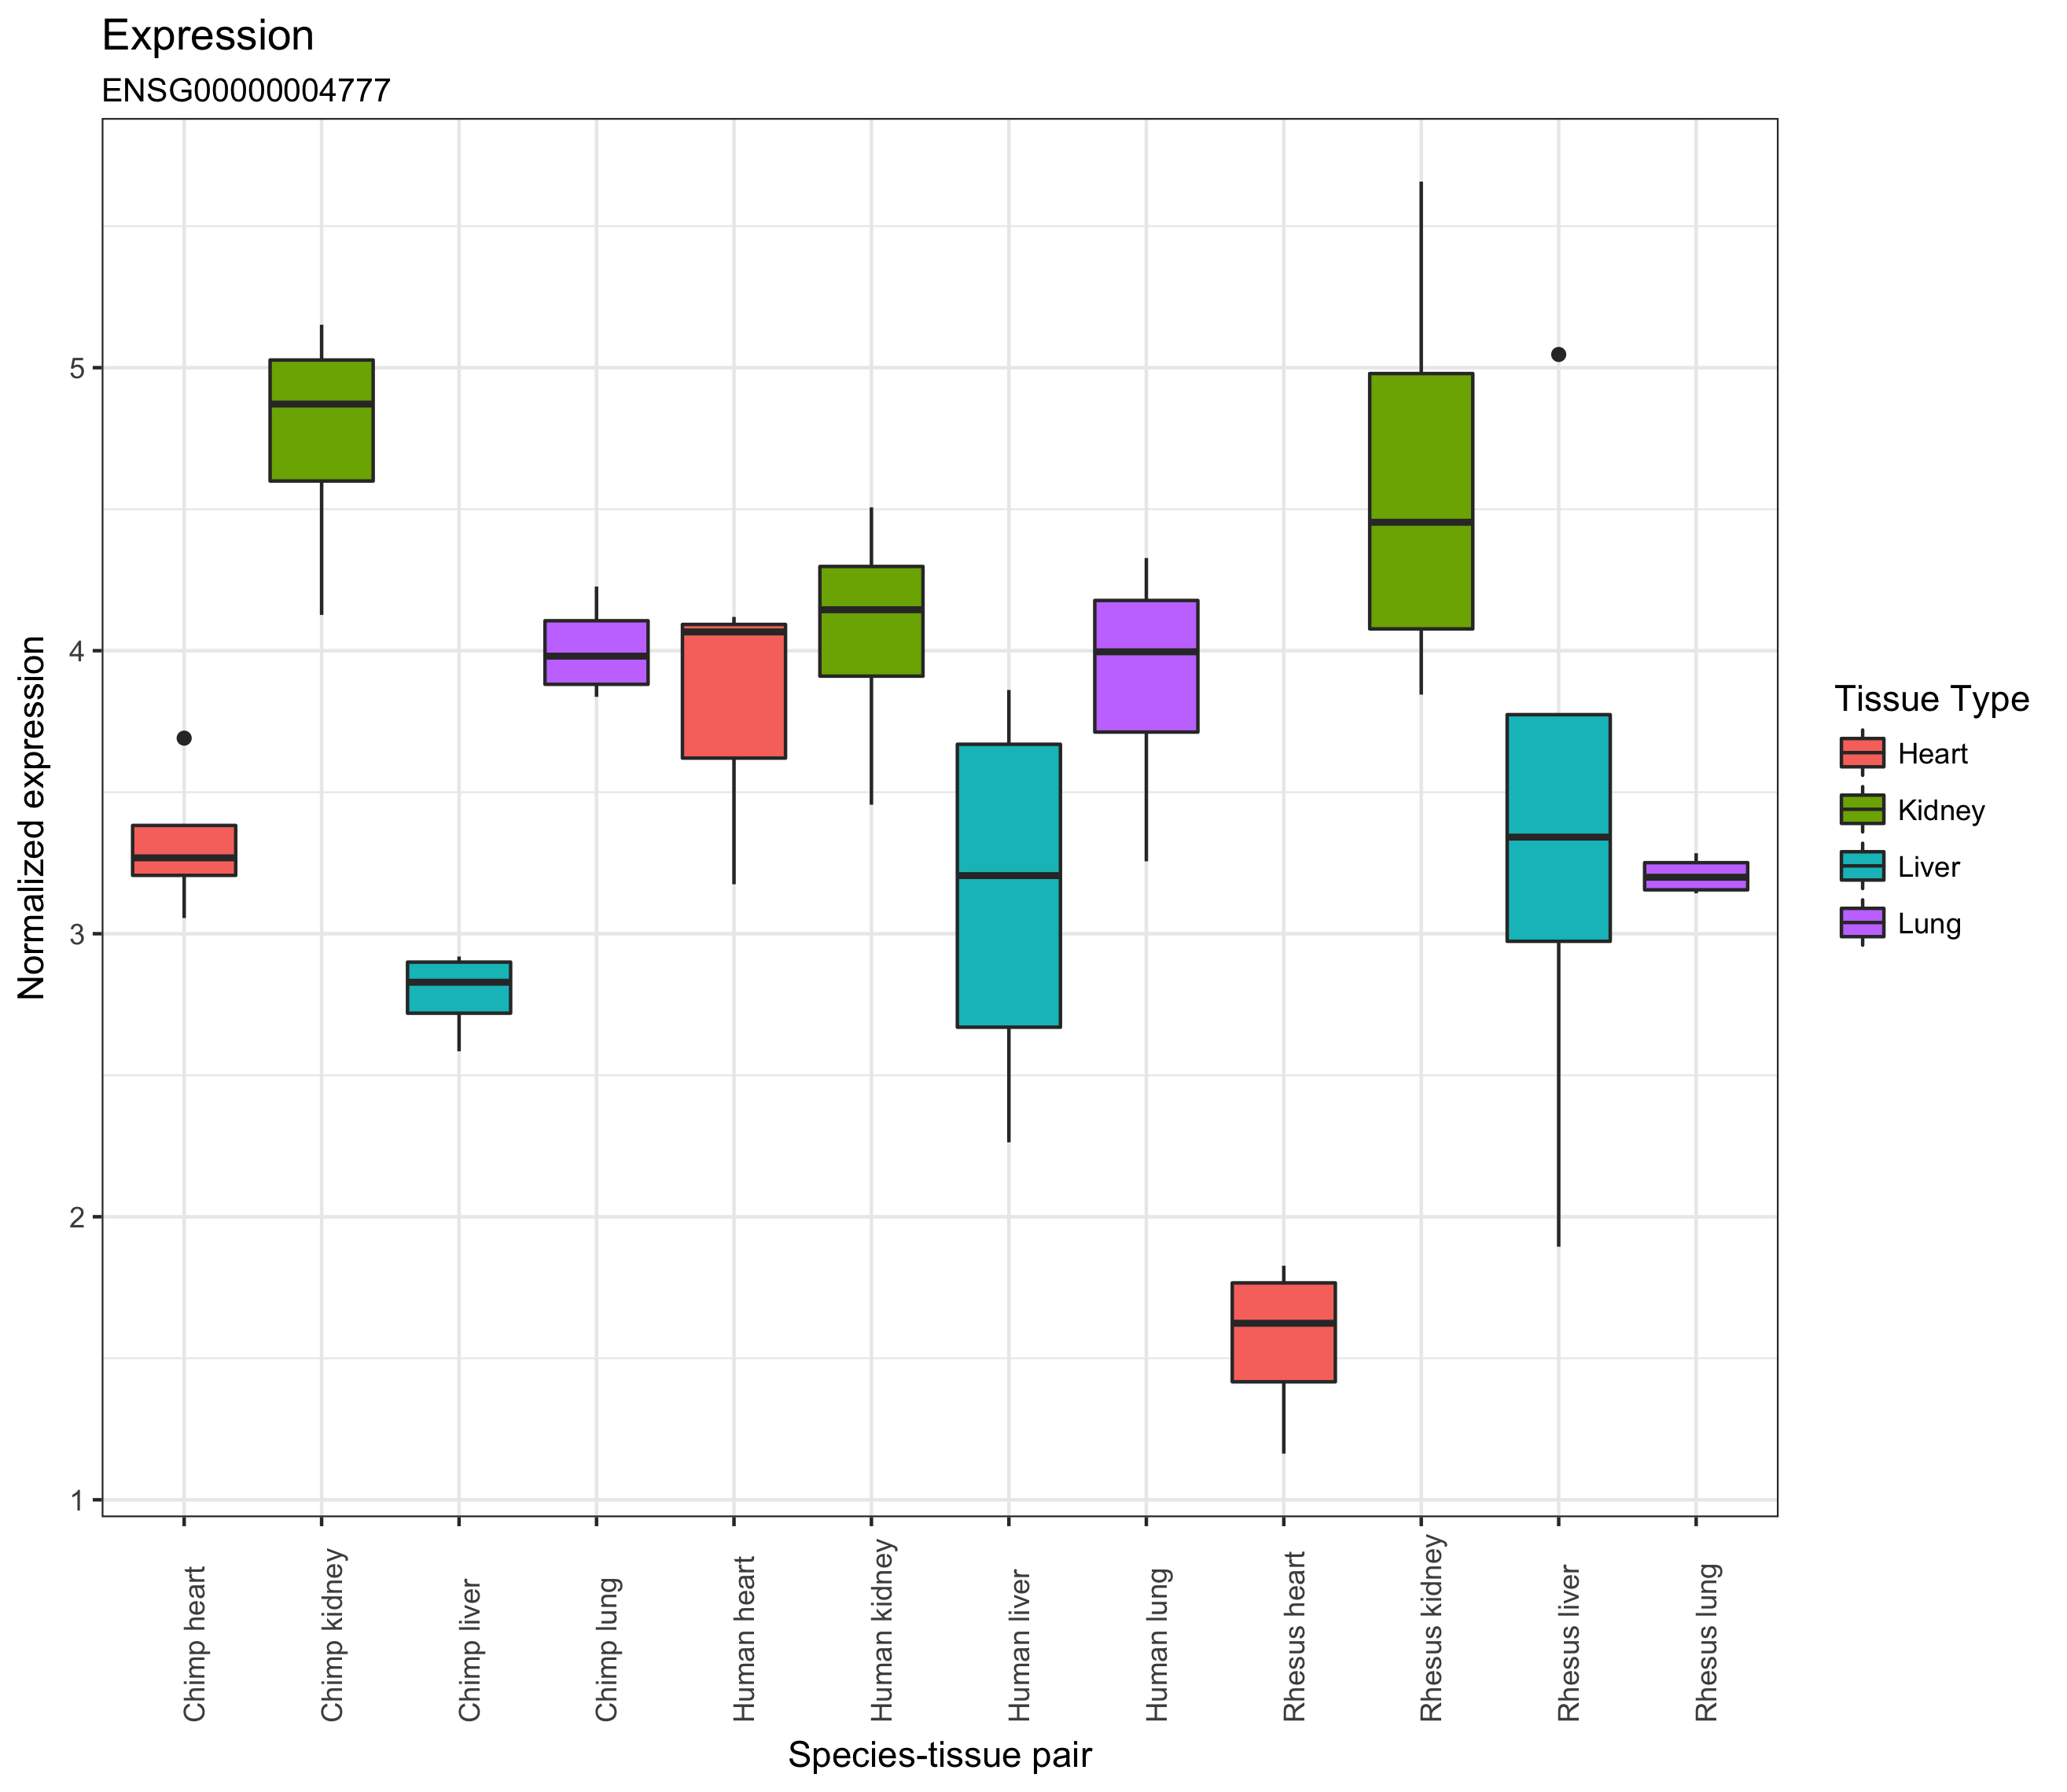 Expression
ENSG00000004777
5
4
3
2
1
Normalized expression
Chimp heart
Chimp kidney
Chimp liver
Chimp lung
Human heart
Human kidney
Human liver
Human lung
Rhesus heart
Rhesus kidney
Rhesus liver
Rhesus lung
Species-tissue pair
Tissue Type
Heart
Kidney
Liver
Lung